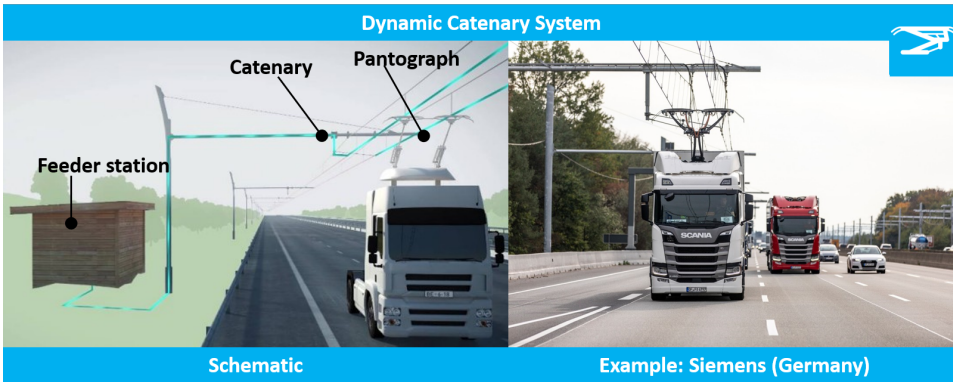 Dynamic Catenary System
Catenary
Pantograph
Feeder station
SCANIA
Schematic
Example: Siemens (Germany)